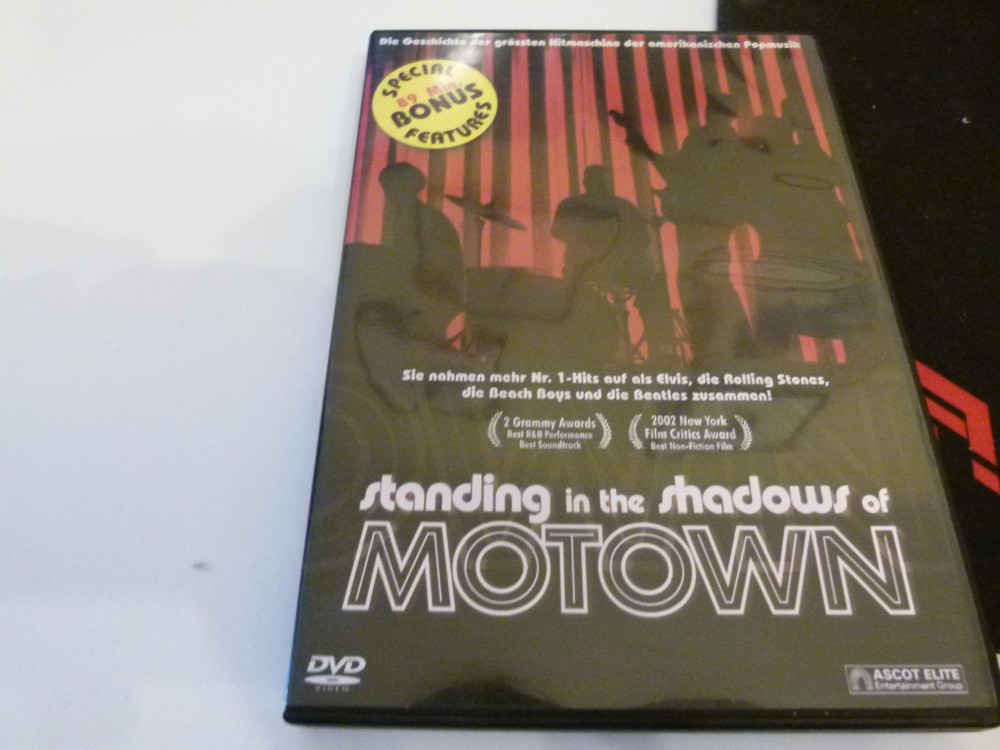 Die Geschichte der grössten Hitmaschine der amerikanischen Popmusik
SPECIAL
89 Min.
BONUS
FEATURES
Sie nahmen mehr Nr. 1-Hits auf als Elvis, die Rolling Stones,
die Beach Boys und die Beatles zusammen!
2 Grammy Awards
Best R&B Performance
Best Soundtrack
2002 New York
Film Critics Award
Best Non-Fiction Film
standing in the shadows of
MOTOWN
DVD
VIDEO
ASCOT ELITE
Entertainment Group